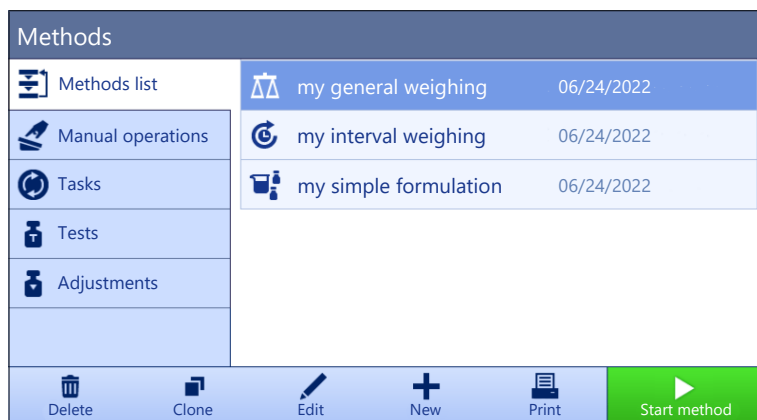 Methods
Methods list
my general weighing 06/24/2022
Manual operations
my interval weighing 06/24/2022
Tasks
my simple formulation 06/24/2022
Tests
Adjustments
Delete Clone Edit New Print Start method